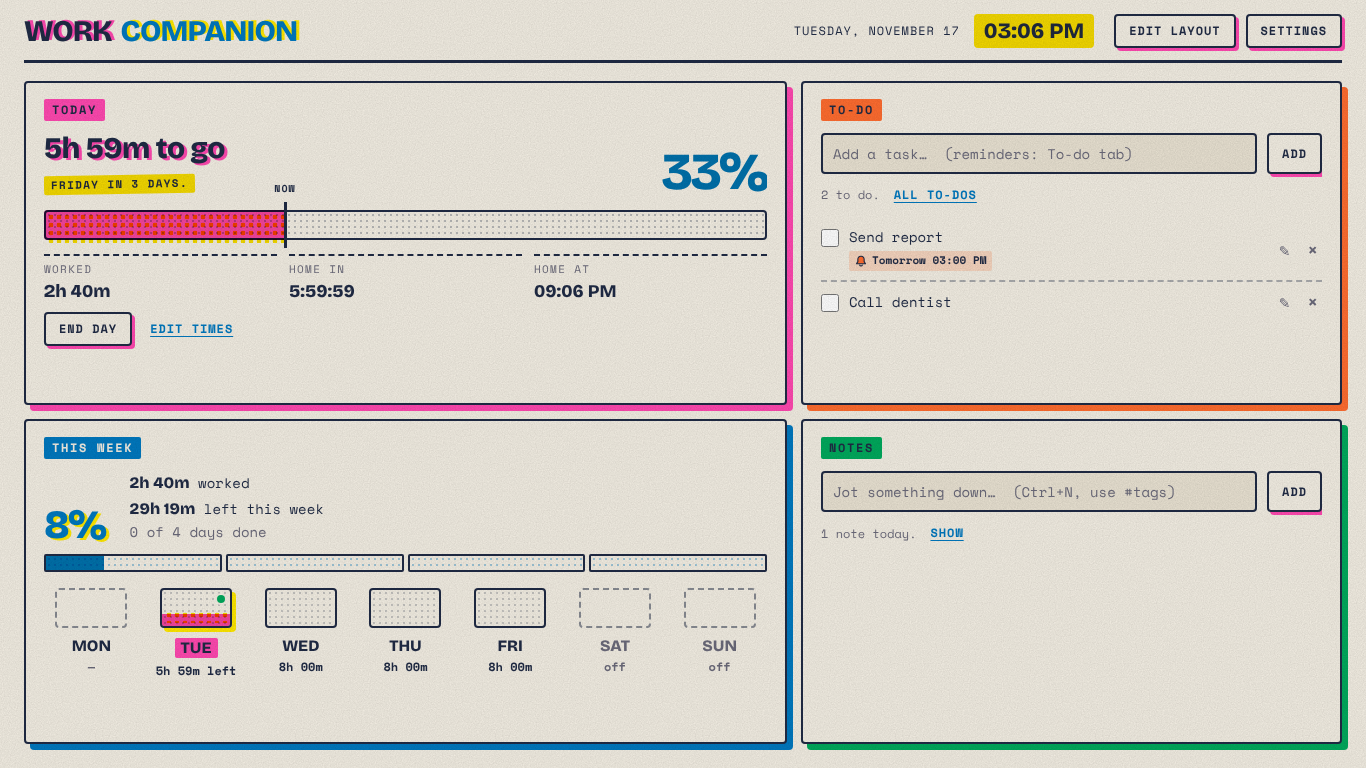 WORK COMPANION
TUESDAY, NOVEMBER 17
03:06 PM
EDIT LAYOUT
SETTINGS
TODAY
5h 59m to go
FRIDAY IN 3 DAYS.
NOW
33%
WORKED
2h 40m
HOME IN
5:59:59
HOME AT
09:06 PM
END DAY
EDIT TIMES
TO-DO
Add a task… (reminders: To-do tab)
ADD
2 to do. ALL TO-DOS
Send report
Tomorrow 03:00 PM
Call dentist
THIS WEEK
8%
2h 40m worked
29h 19m left this week
0 of 4 days done
MON
–
TUE
5h 59m left
WED
8h 00m
THU
8h 00m
FRI
8h 00m
SAT
off
SUN
off
NOTES
Jot something down… (Ctrl+N, use #tags)
ADD
1 note today. SHOW